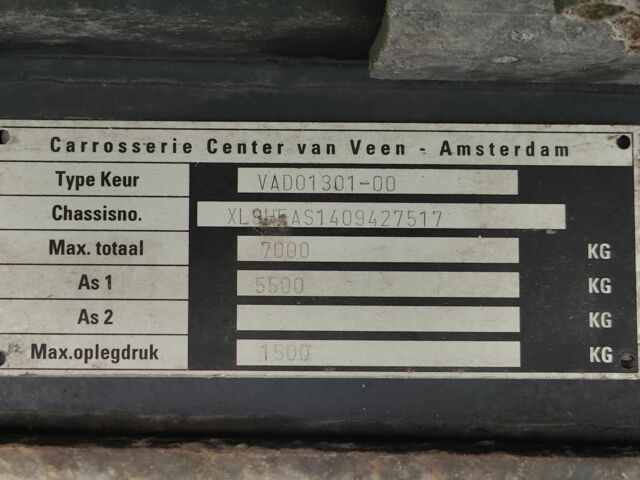 Carrosserie Center van Veen - Amsterdam
Type Keur VAD01301-00
Chassisno.
Max. totaal 7000 KG
As 1 5500 KG
As 2 KG
Max.oplegdruk 1500 KG